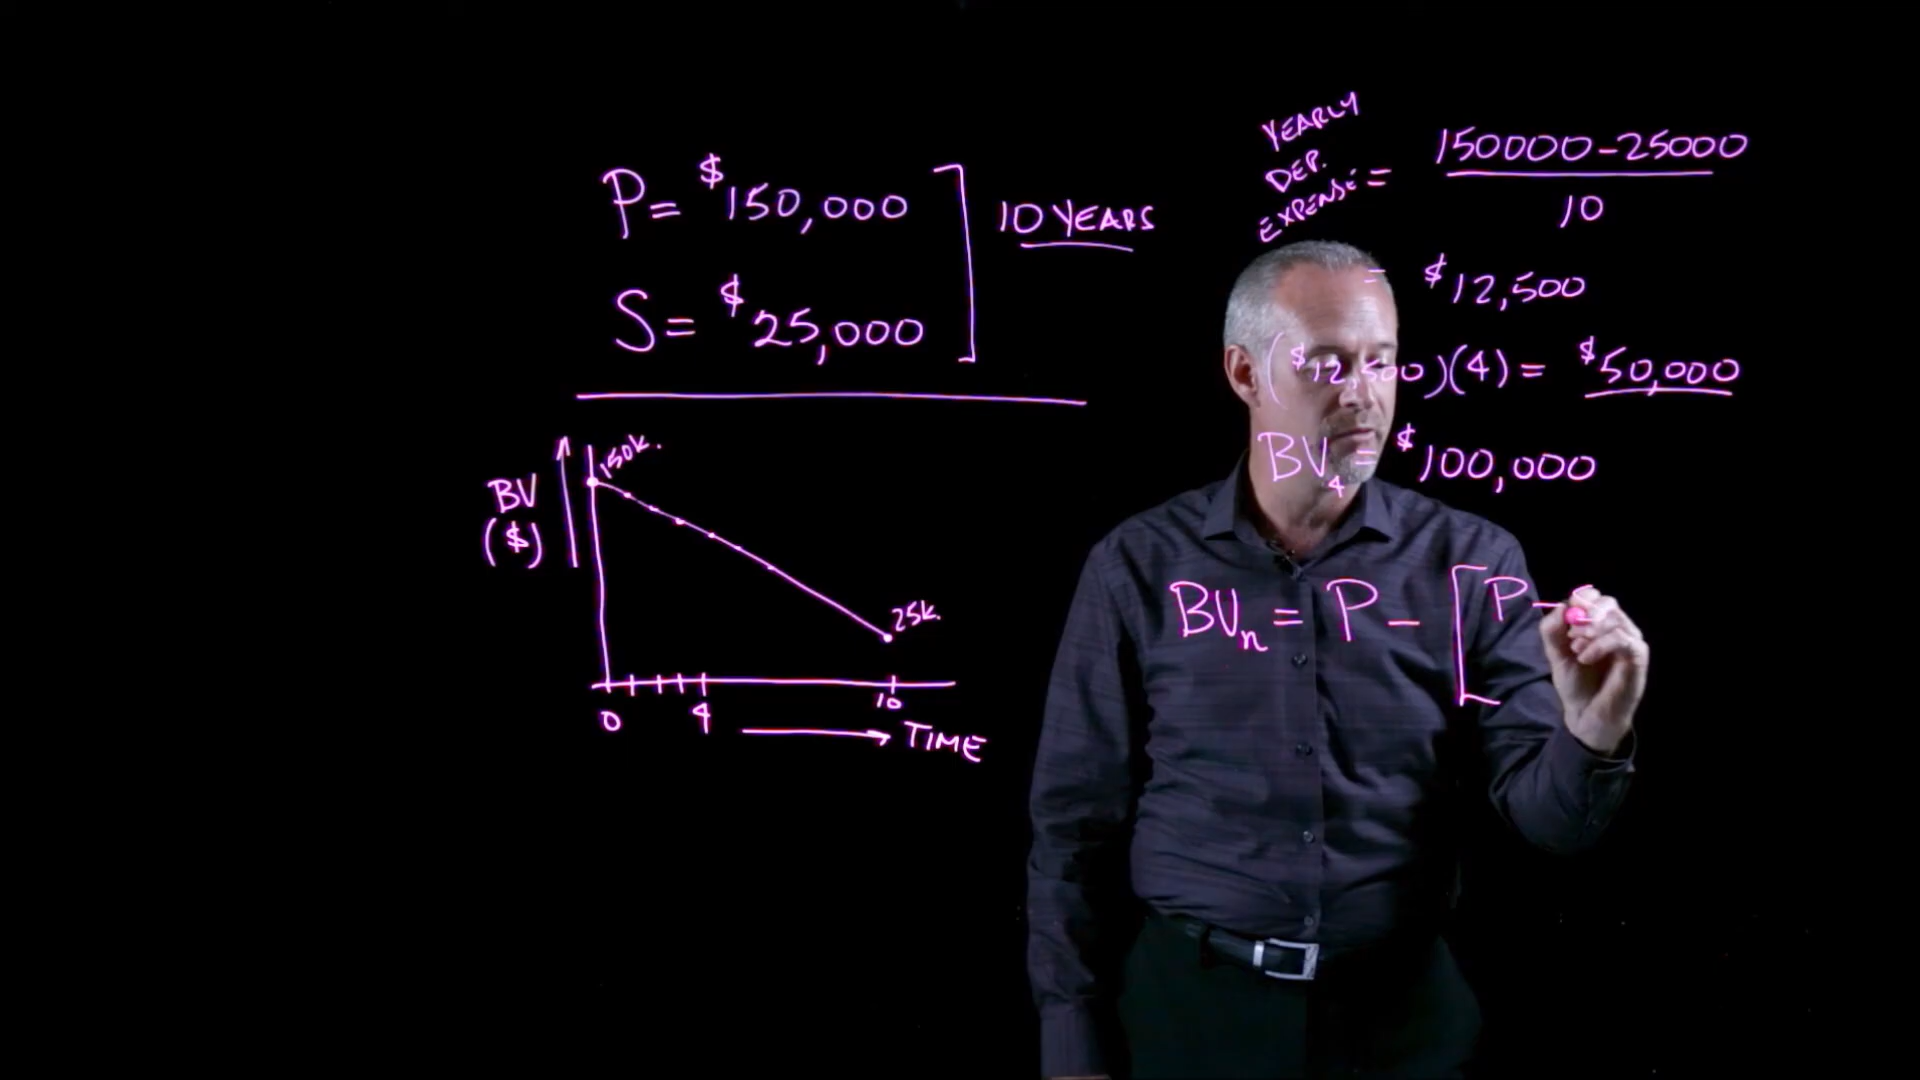 P = $150,000
S = $25,000
10 YEARS
BV
($)
150k.
25k.
0
4
10
TIME
YEARLY
DEP.
EXPENSE =
150000-25000
10
= $12,500
($12,500)(4) = $50,000
BV4 = $100,000
BVn = P - [P -